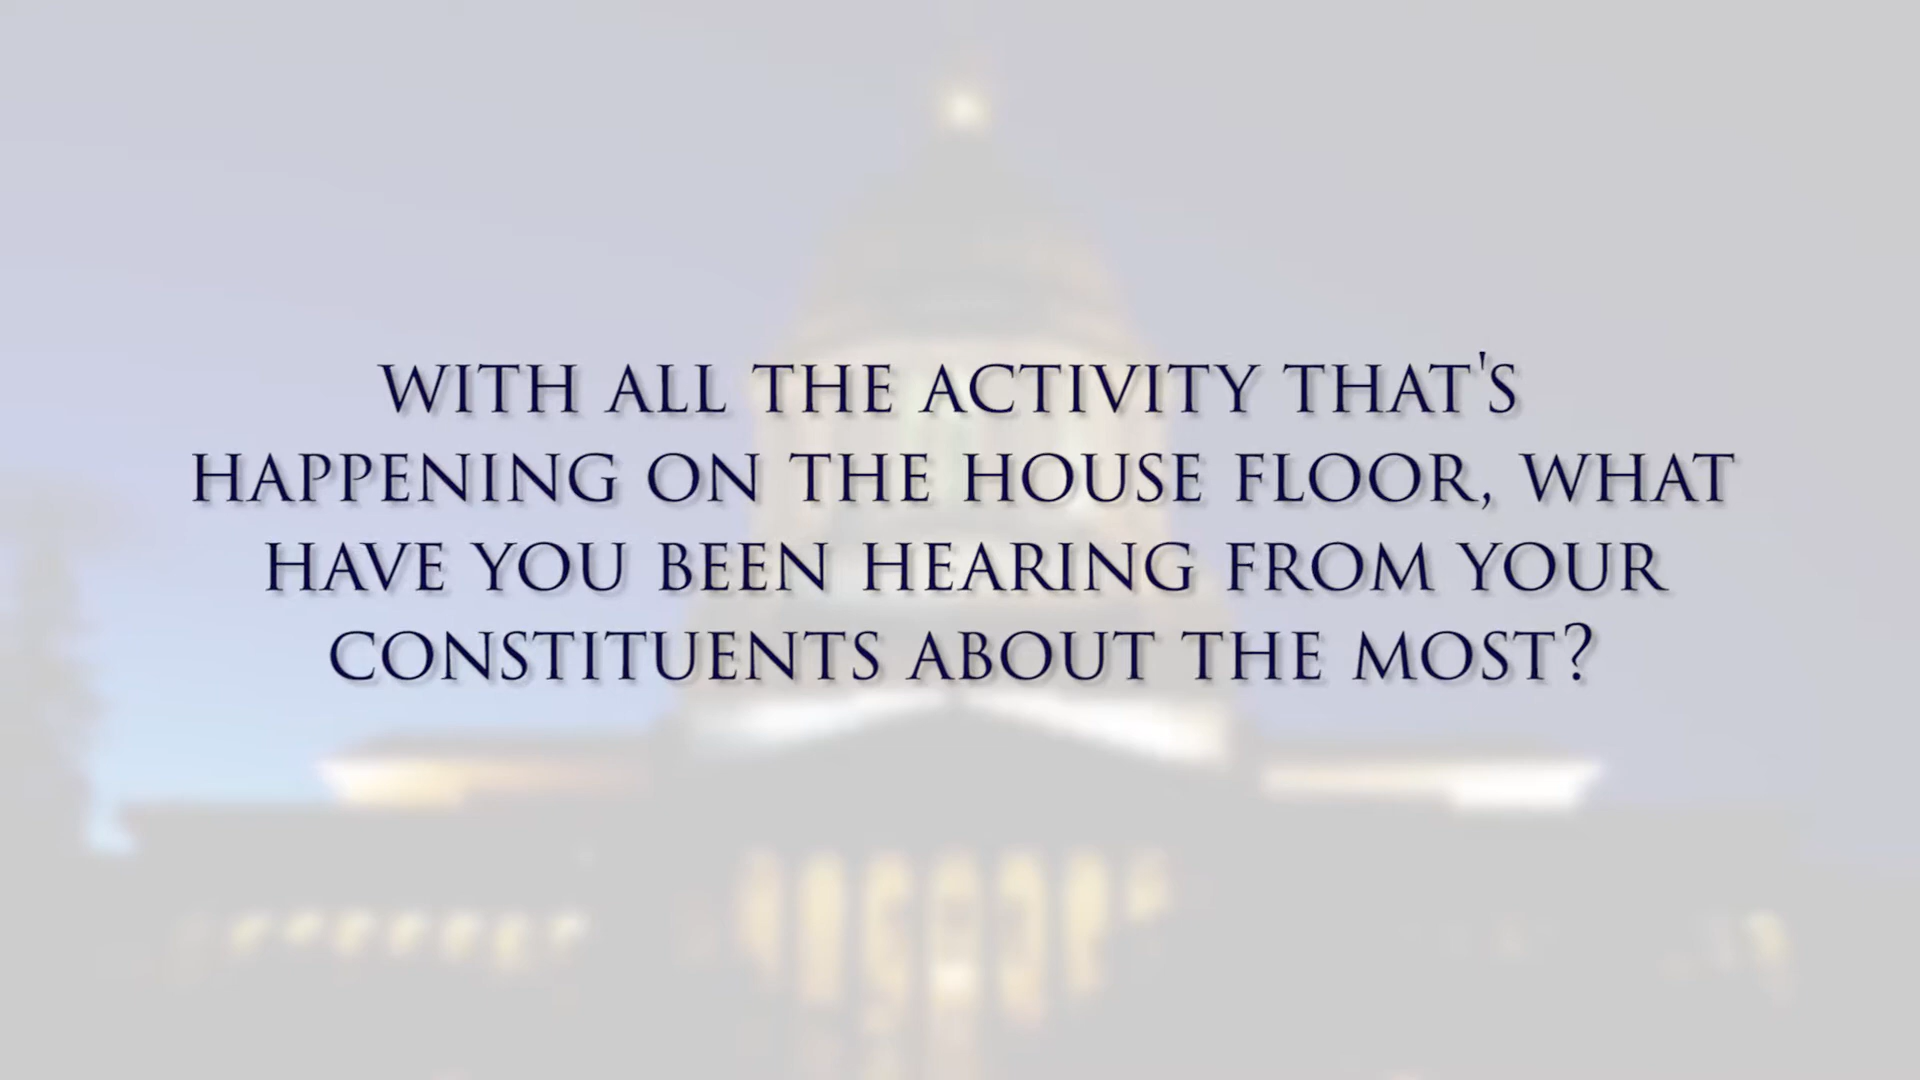 WITH ALL THE ACTIVITY THAT'S
HAPPENING ON THE HOUSE FLOOR, WHAT
HAVE YOU BEEN HEARING FROM YOUR
CONSTITUENTS ABOUT THE MOST?